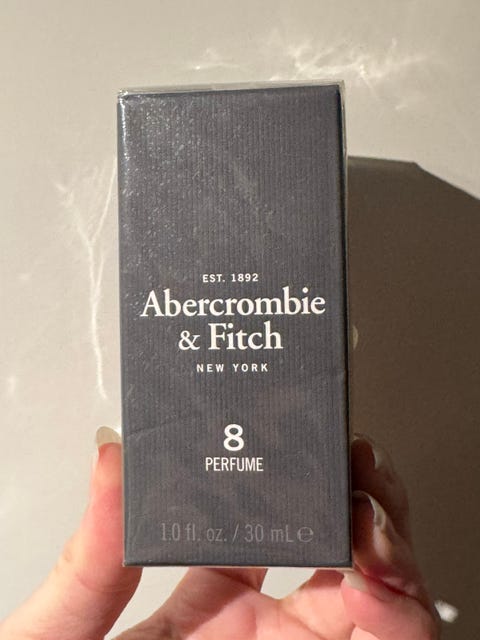 EST. 1892
Abercrombie
& Fitch
NEW YORK
8
PERFUME
1.0 fl. oz. / 30 mL ℮